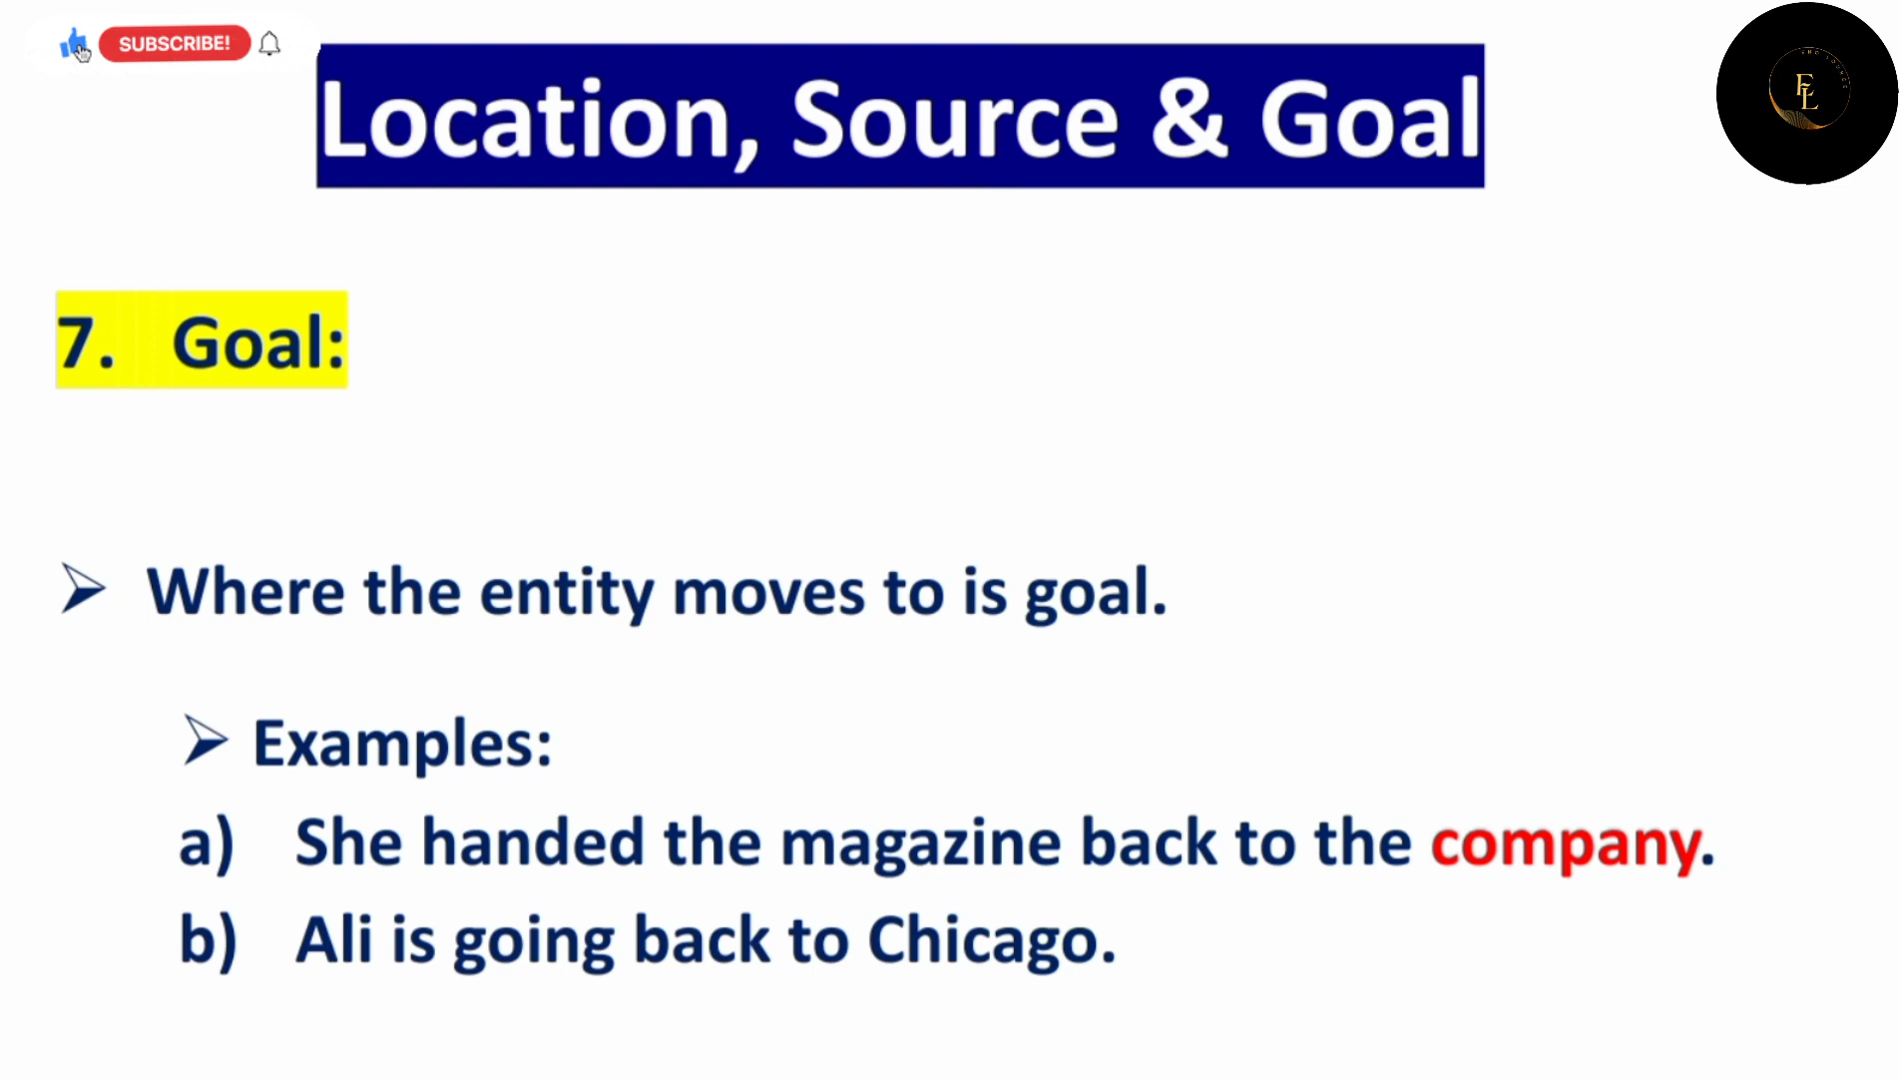 SUBSCRIBE!
Location, Source & Goal
FL
7. Goal:
➢ Where the entity moves to is goal.
➢ Examples:
a) She handed the magazine back to the company.
b) Ali is going back to Chicago.